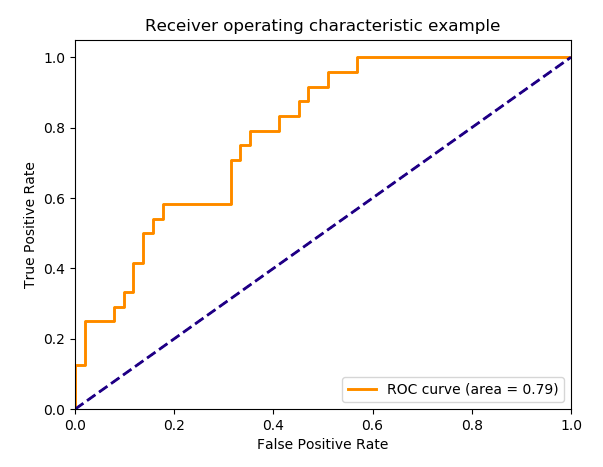 Receiver operating characteristic example
True Positive Rate
1.0
0.8
0.6
0.4
0.2
0.0
ROC curve (area = 0.79)
0.0 0.2 0.4 0.6 0.8 1.0
False Positive Rate